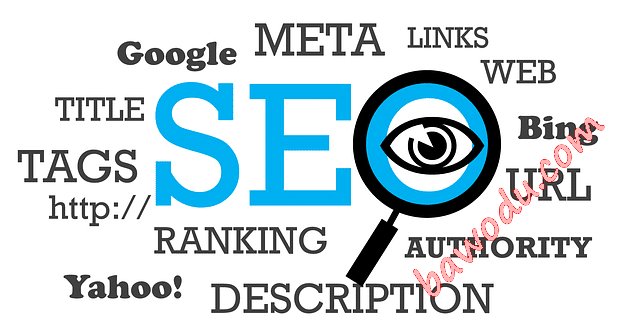 META
LINKS
Google
WEB
TITLE
SEO
Bing
TAGS
URL
http://
RANKING
AUTHORITY
Yahoo!
DESCRIPTION
bawodu.com